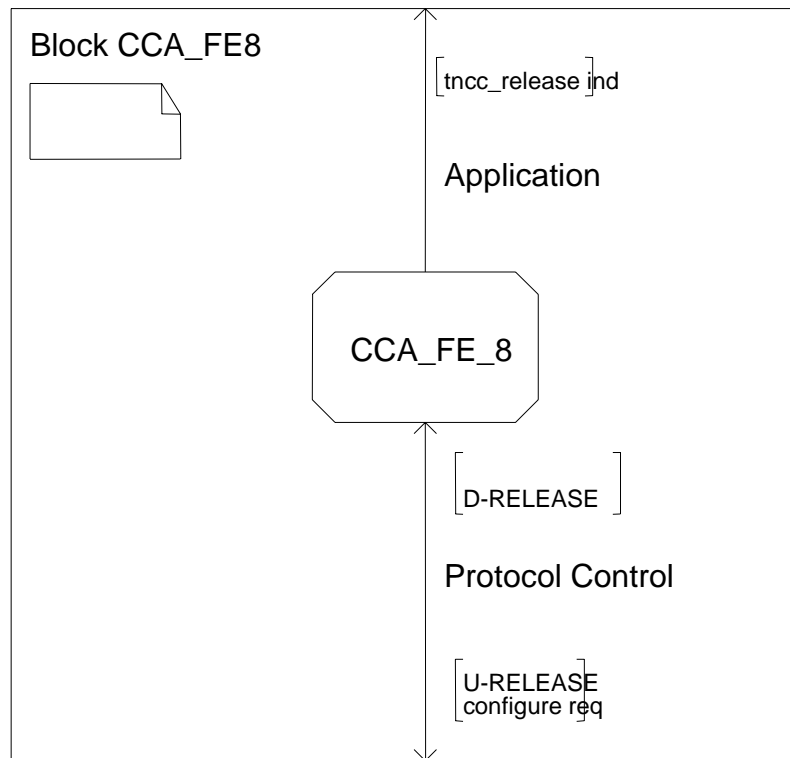 Block CCA_FE8
tncc_release ind
Application
CCA_FE_8
D-RELEASE
Protocol Control
U-RELEASE
configure req